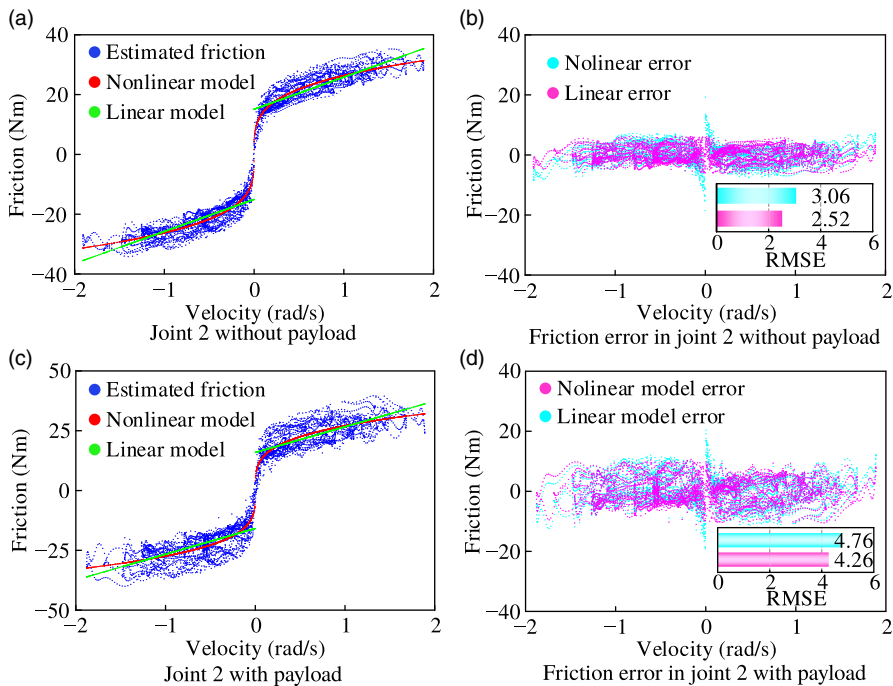 (a)
40
20
0
−20
−40
Friction (Nm)
Estimated friction
Nonlinear model
Linear model
−2
−1
0
1
2
Velocity (rad/s)
Joint 2 without payload
(b)
40
20
0
−20
−40
Friction (Nm)
Nolinear error
Linear error
3.06
2.52
0
2
4
6
RMSE
−2
−1
0
1
2
Velocity (rad/s)
Friction error in joint 2 without payload
(c)
50
25
0
−25
−50
Friction (Nm)
Estimated friction
Nonlinear model
Linear model
−2
−1
0
1
2
Velocity (rad/s)
Joint 2 with payload
(d)
40
20
0
−20
−40
Friction (Nm)
Nolinear model error
Linear model error
4.76
4.26
0
2
4
6
RMSE
−2
−1
0
1
2
Velocity (rad/s)
Friction error in joint 2 with payload